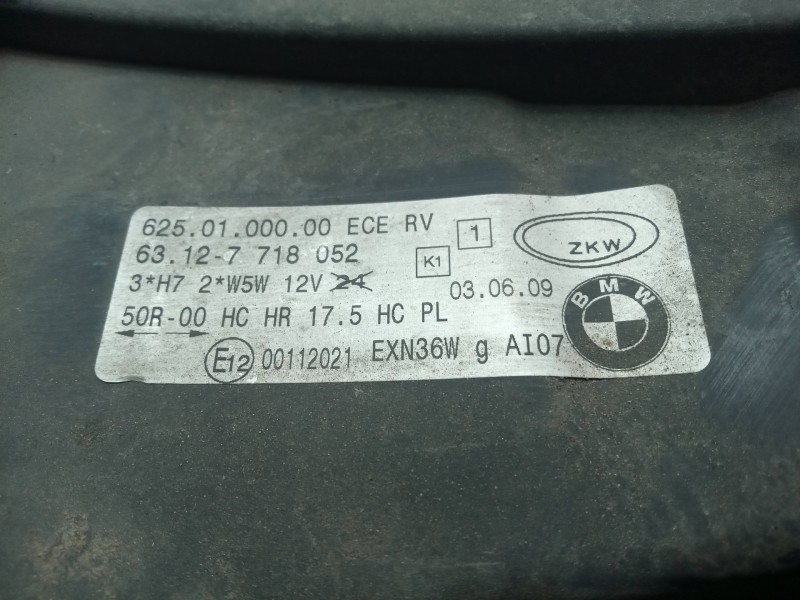 625.01.000.00 ECE RV 1
ZKW
63.12-7 718 052 K1
3*H7 2*W5W 12V 24 03.06.09
BMW
50R-00 HC HR 17.5 HC PL
E12 00112021 EXN36W g AI07